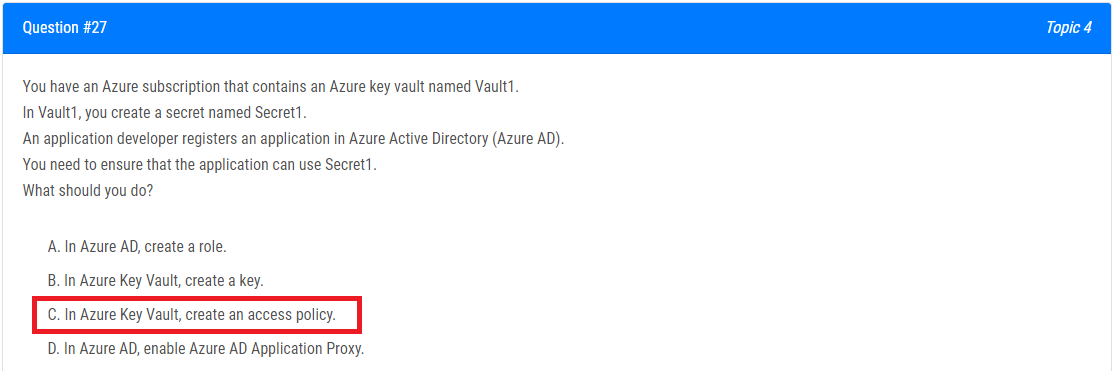 Question #27
Topic 4
You have an Azure subscription that contains an Azure key vault named Vault1.
In Vault1, you create a secret named Secret1.
An application developer registers an application in Azure Active Directory (Azure AD).
You need to ensure that the application can use Secret1.
What should you do?
A. In Azure AD, create a role.
B. In Azure Key Vault, create a key.
C. In Azure Key Vault, create an access policy.
D. In Azure AD, enable Azure AD Application Proxy.